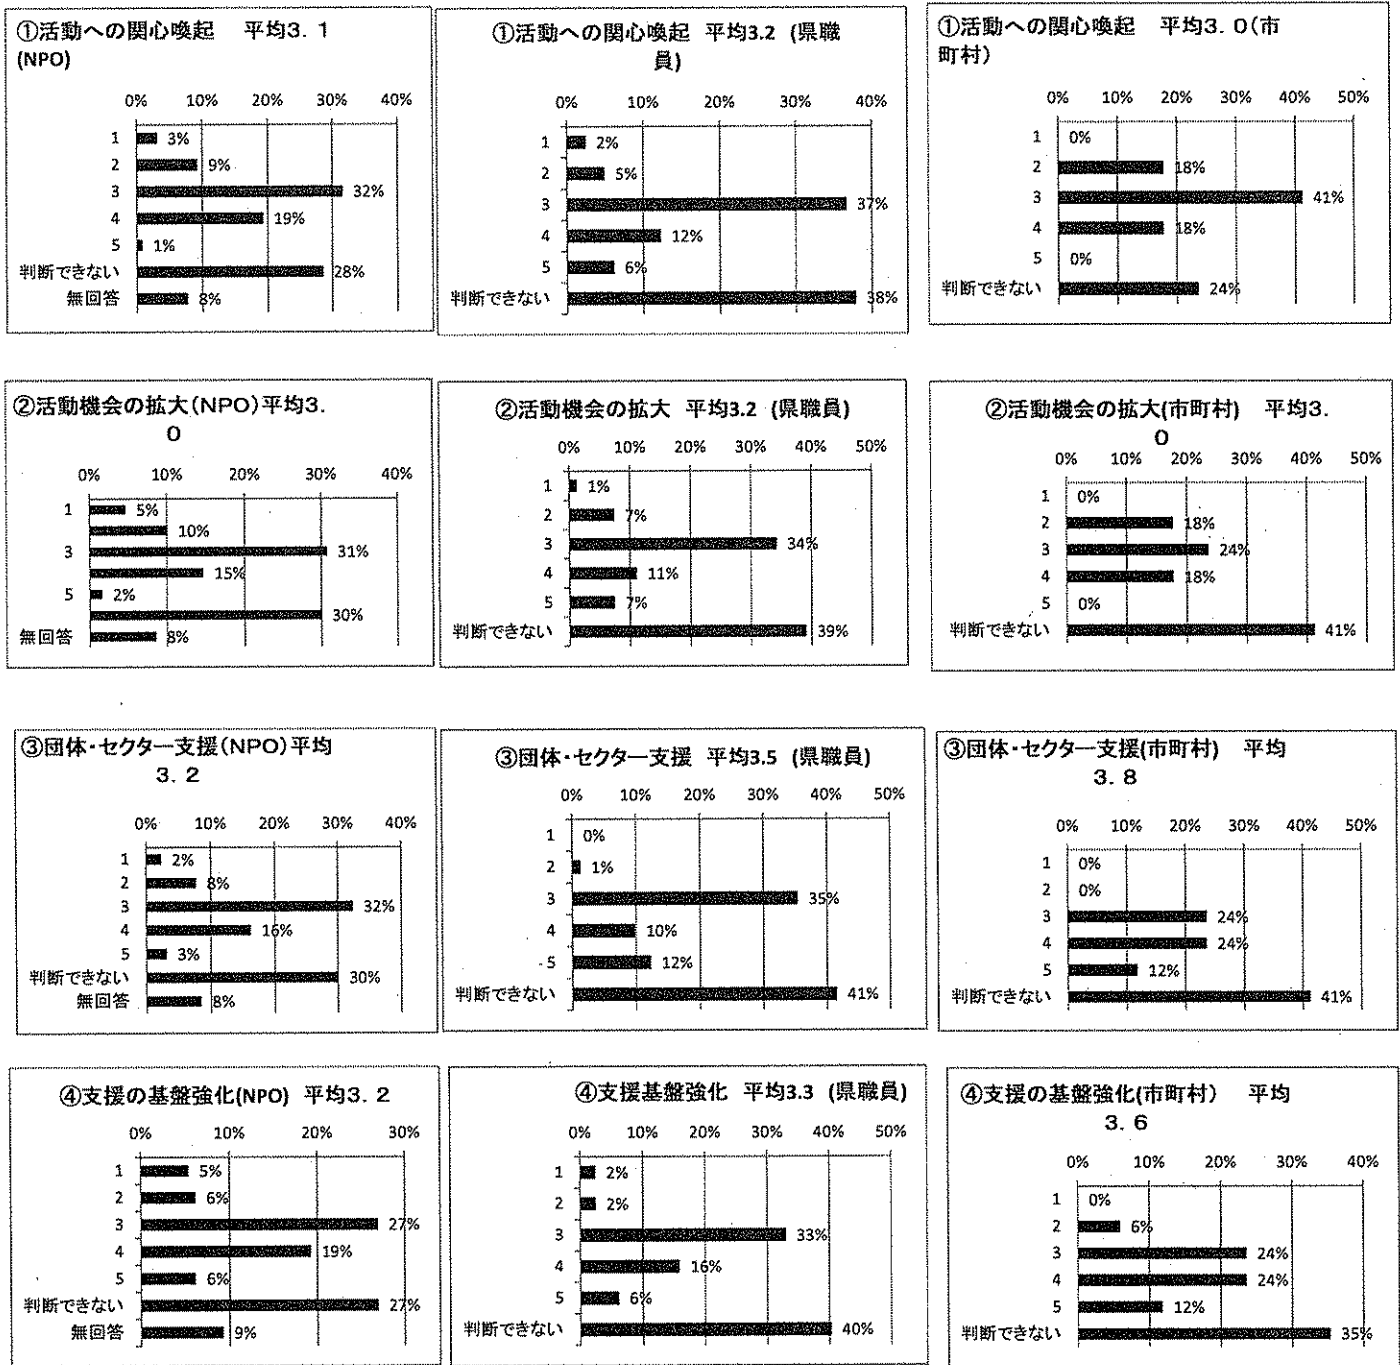 ①活動への関心喚起 平均3.1
(NPO)
0% 10% 20% 30% 40%
1 3%
2 9%
3 32%
4 19%
5 1%
判断できない 28%
無回答 8%
①活動への関心喚起 平均3.2 (県職
員)
0% 10% 20% 30% 40%
1 2%
2 5%
3 37%
4 12%
5 6%
判断できない 38%
①活動への関心喚起 平均3.0(市
町村)
0% 10% 20% 30% 40% 50%
1 0%
2 18%
3 41%
4 18%
5 0%
判断できない 24%
②活動機会の拡大(NPO)平均3.
0
0% 10% 20% 30% 40%
1 5%
10%
3 31%
15%
5 2%
30%
無回答 8%
②活動機会の拡大 平均3.2 (県職員)
0% 10% 20% 30% 40% 50%
1 1%
2 7%
3 34%
4 11%
5 7%
判断できない 39%
②活動機会の拡大(市町村) 平均3.
0
0% 10% 20% 30% 40% 50%
1 0%
2 18%
3 24%
4 18%
5 0%
判断できない 41%
③団体・セクター支援(NPO)平均
3.2
0% 10% 20% 30% 40%
1 2%
2 8%
3 32%
4 16%
5 3%
判断できない 30%
無回答 8%
③団体・セクター支援 平均3.5 (県職員)
0% 10% 20% 30% 40% 50%
1 0%
2 1%
3 35%
4 10%
5 12%
判断できない 41%
③団体・セクター支援(市町村) 平均
3.8
0% 10% 20% 30% 40% 50%
1 0%
2 0%
3 24%
4 24%
5 12%
判断できない 41%
④支援の基盤強化(NPO) 平均3.2
0% 10% 20% 30%
1 5%
2 6%
3 27%
4 19%
5 6%
判断できない 27%
無回答 9%
④支援基盤強化 平均3.3 (県職員)
0% 10% 20% 30% 40% 50%
1 2%
2 2%
3 33%
4 16%
5 6%
判断できない 40%
④支援の基盤強化(市町村) 平均
3.6
0% 10% 20% 30% 40%
1 0%
2 6%
3 24%
4 24%
5 12%
判断できない 35%